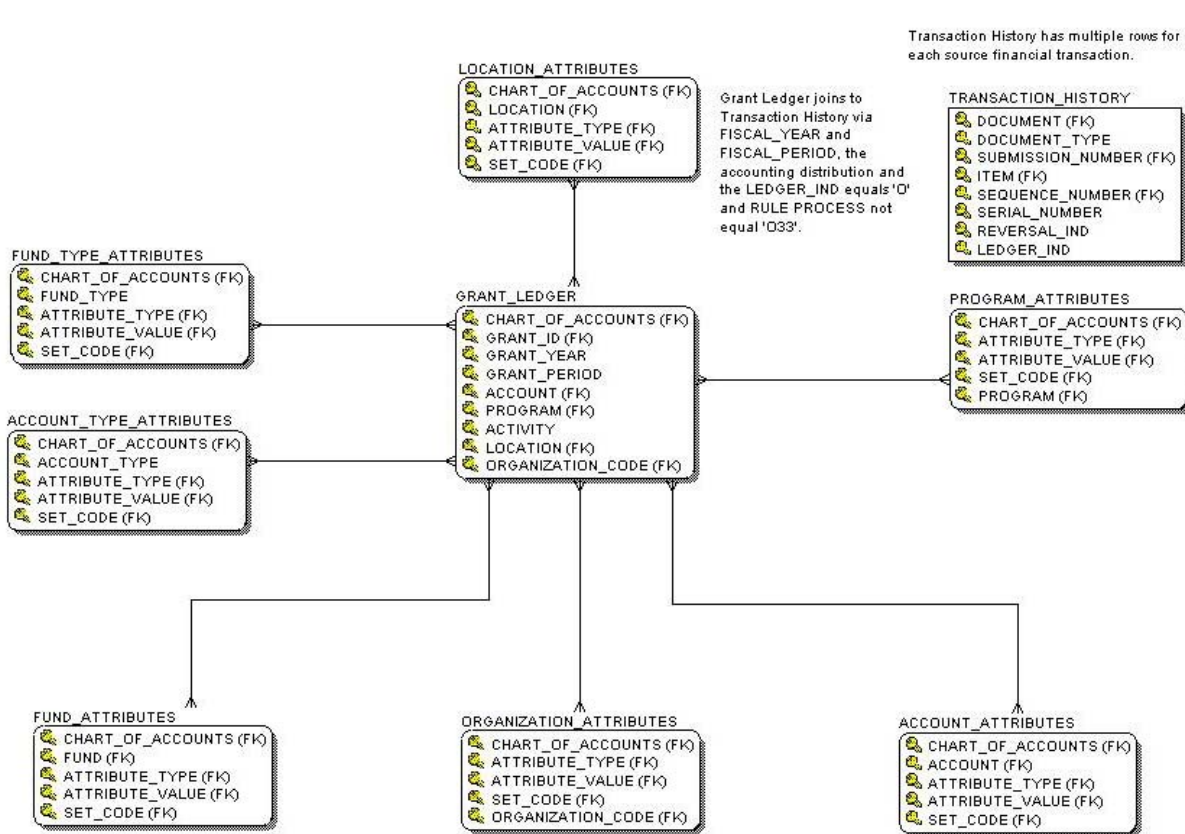 Transaction History has multiple rows for
each source financial transaction.
LOCATION_ATTRIBUTES
CHART_OF_ACCOUNTS (FK)
LOCATION (FK)
ATTRIBUTE_TYPE (FK)
ATTRIBUTE_VALUE (FK)
SET_CODE (FK)
Grant Ledger joins to
Transaction History via
FISCAL_YEAR and
FISCAL_PERIOD, the
accounting distribution and
the LEDGER_IND equals 'O'
and RULE PROCESS not
equal 'O33'.
TRANSACTION_HISTORY
DOCUMENT (FK)
DOCUMENT_TYPE
SUBMISSION_NUMBER (FK)
ITEM (FK)
SEQUENCE_NUMBER (FK)
SERIAL_NUMBER
REVERSAL_IND
LEDGER_IND
FUND_TYPE_ATTRIBUTES
CHART_OF_ACCOUNTS (FK)
FUND_TYPE
ATTRIBUTE_TYPE (FK)
ATTRIBUTE_VALUE (FK)
SET_CODE (FK)
GRANT_LEDGER
CHART_OF_ACCOUNTS (FK)
GRANT_ID (FK)
GRANT_YEAR
GRANT_PERIOD
ACCOUNT (FK)
PROGRAM (FK)
ACTIVITY
LOCATION (FK)
ORGANIZATION_CODE (FK)
PROGRAM_ATTRIBUTES
CHART_OF_ACCOUNTS (FK)
ATTRIBUTE_TYPE (FK)
ATTRIBUTE_VALUE (FK)
SET_CODE (FK)
PROGRAM (FK)
ACCOUNT_TYPE_ATTRIBUTES
CHART_OF_ACCOUNTS (FK)
ACCOUNT_TYPE
ATTRIBUTE_TYPE (FK)
ATTRIBUTE_VALUE (FK)
SET_CODE (FK)
FUND_ATTRIBUTES
CHART_OF_ACCOUNTS (FK)
FUND (FK)
ATTRIBUTE_TYPE (FK)
ATTRIBUTE_VALUE (FK)
SET_CODE (FK)
ORGANIZATION_ATTRIBUTES
CHART_OF_ACCOUNTS (FK)
ATTRIBUTE_TYPE (FK)
ATTRIBUTE_VALUE (FK)
SET_CODE (FK)
ORGANIZATION_CODE (FK)
ACCOUNT_ATTRIBUTES
CHART_OF_ACCOUNTS (FK)
ACCOUNT (FK)
ATTRIBUTE_TYPE (FK)
ATTRIBUTE_VALUE (FK)
SET_CODE (FK)